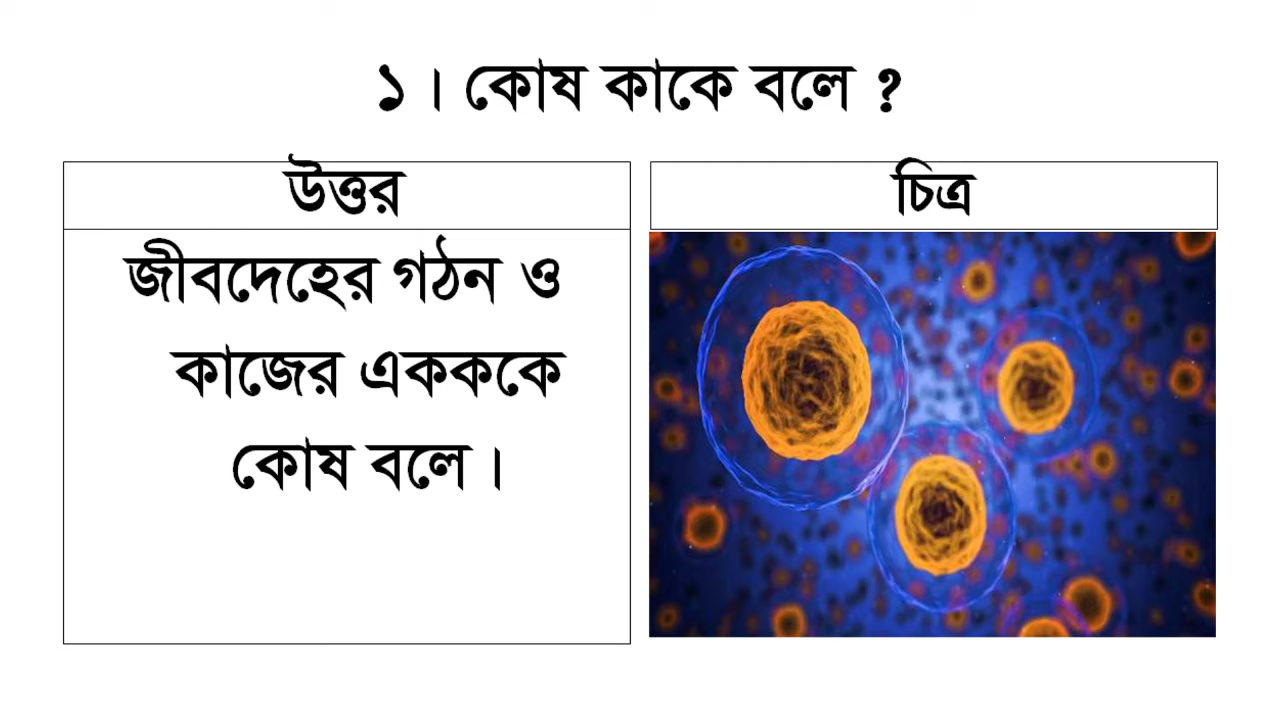 ১। কোষ কাকে বলে ?
উত্তর
জীবদেহের গঠন ও
কাজের একককে
কোষ বলে।
চিত্র